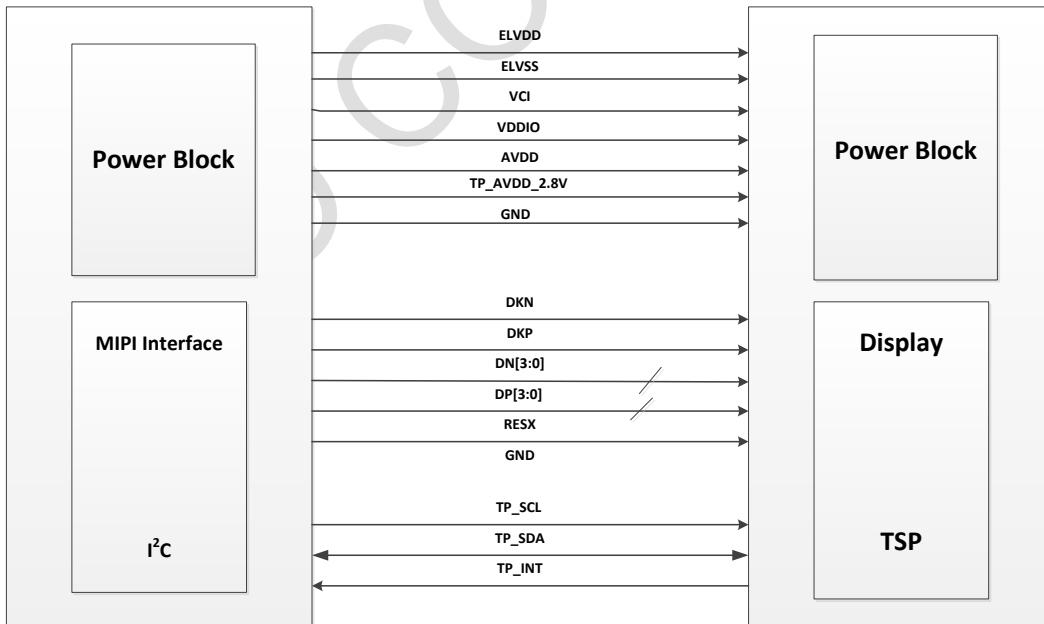 ELVDD
ELVSS
VCI
VDDIO
AVDD
TP_AVDD_2.8V
GND
Power Block
Power Block
DKN
DKP
DN[3:0]
DP[3:0]
RESX
GND
MIPI Interface
Display
TP_SCL
TP_SDA
TP_INT
I²C
TSP